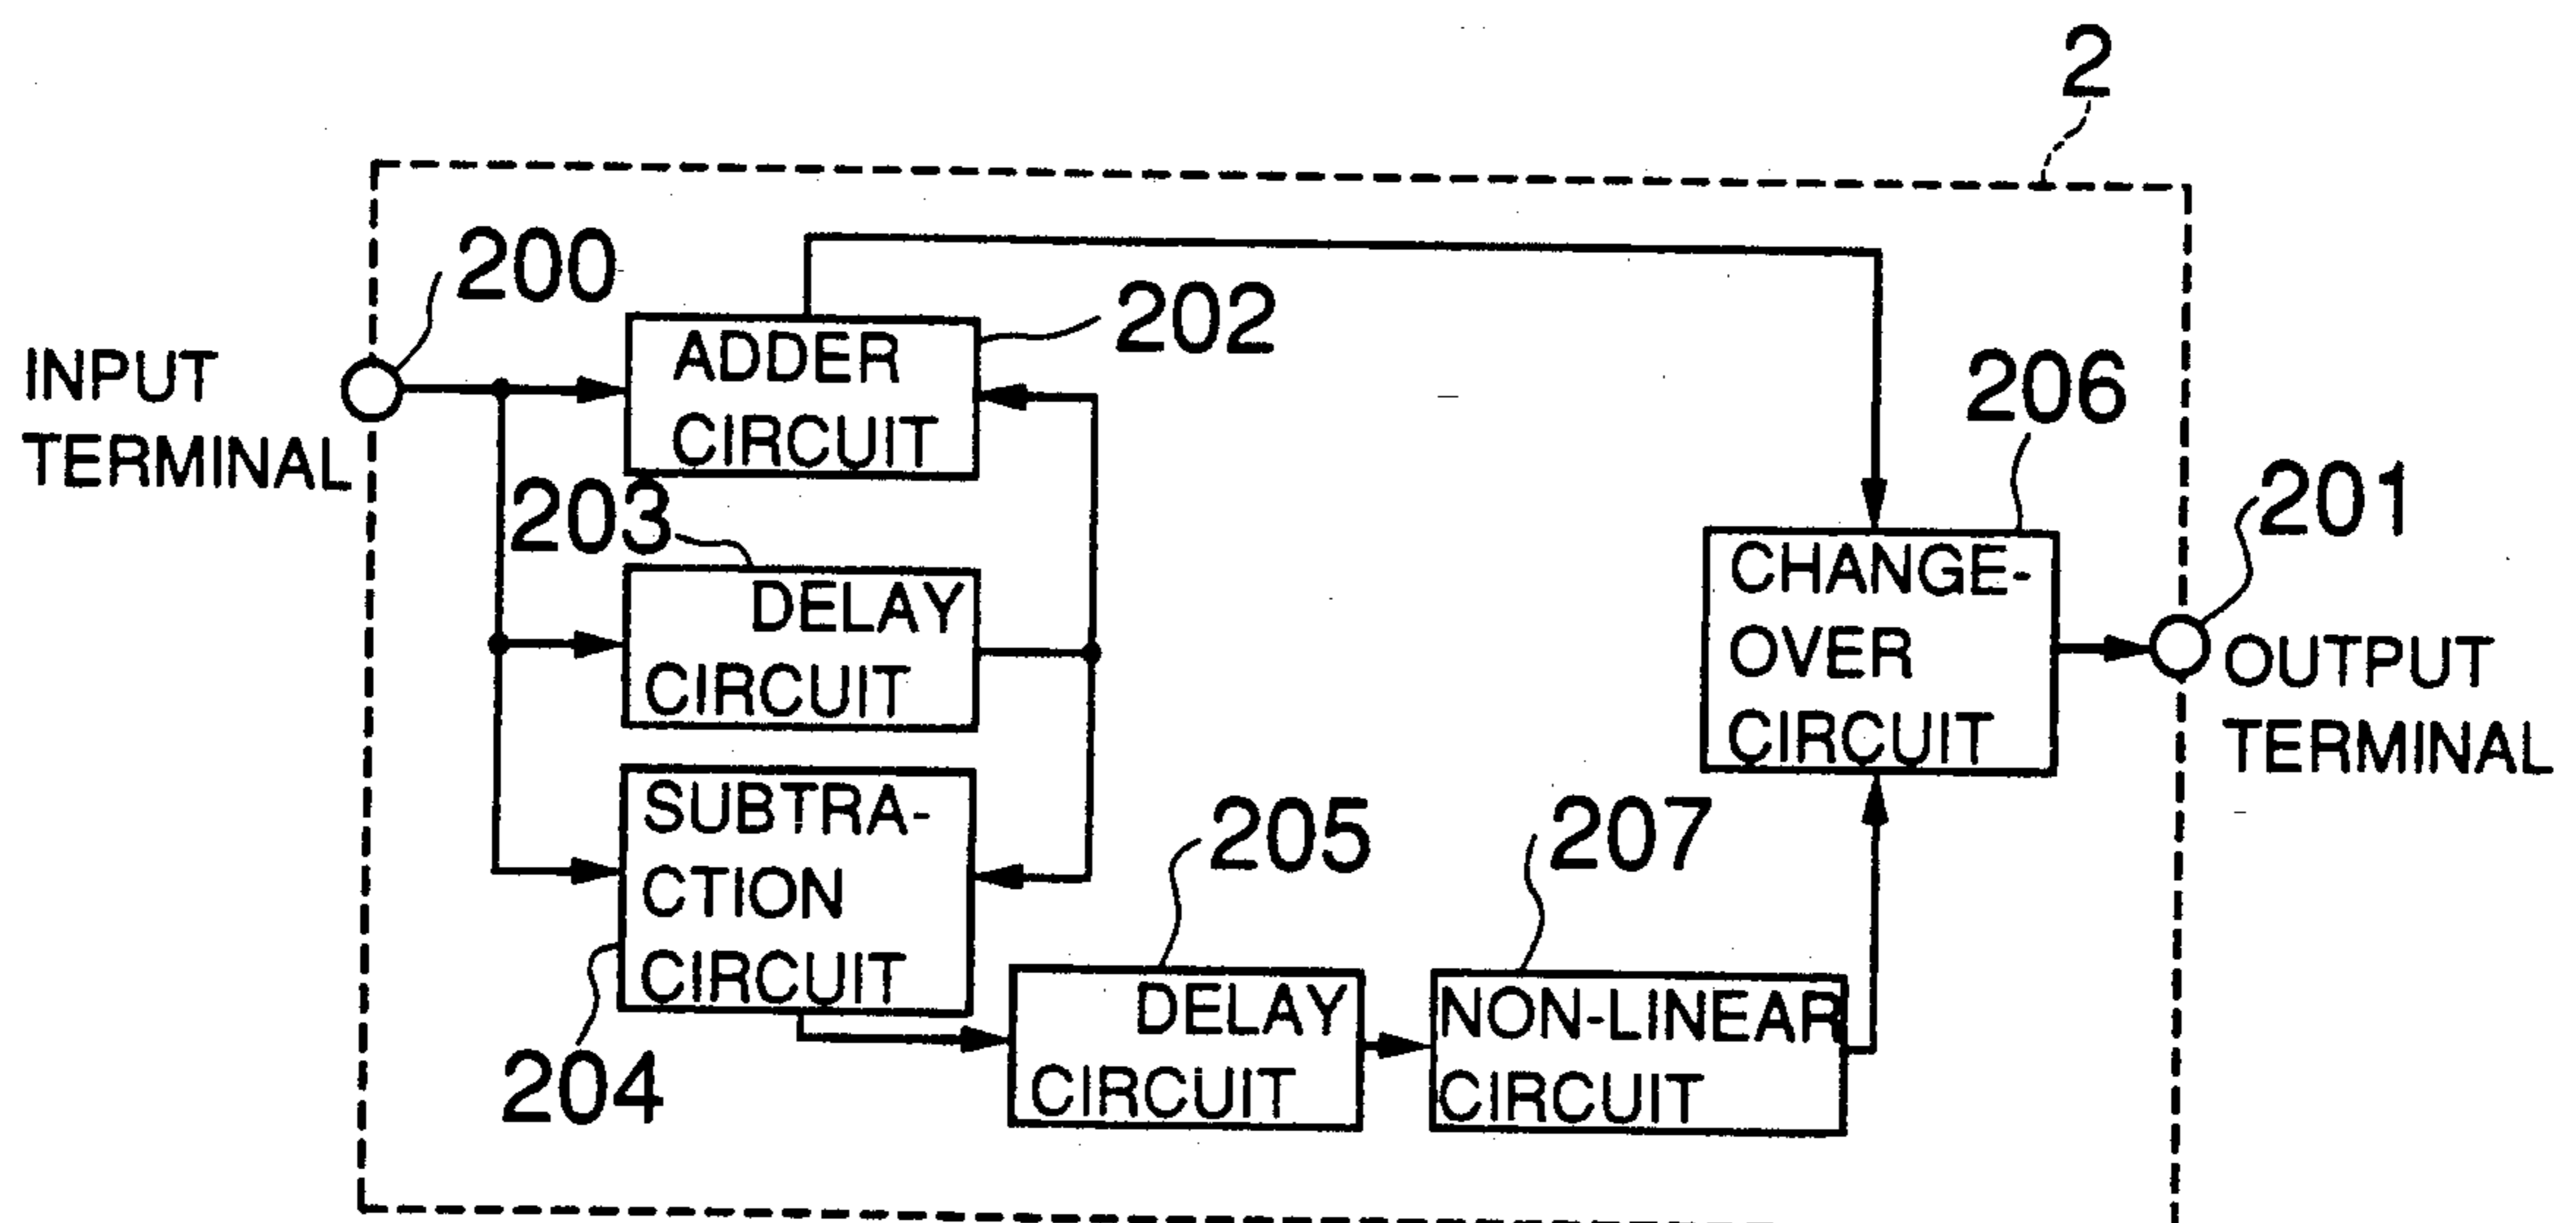 2
200
202
INPUT
TERMINAL
ADDER
CIRCUIT
206
203
201
DELAY
CIRCUIT
CHANGE-
OVER
CIRCUIT
OUTPUT
TERMINAL
SUBTRA-
CTION
CIRCUIT
205
207
204
DELAY
CIRCUIT
NON-LINEAR
CIRCUIT